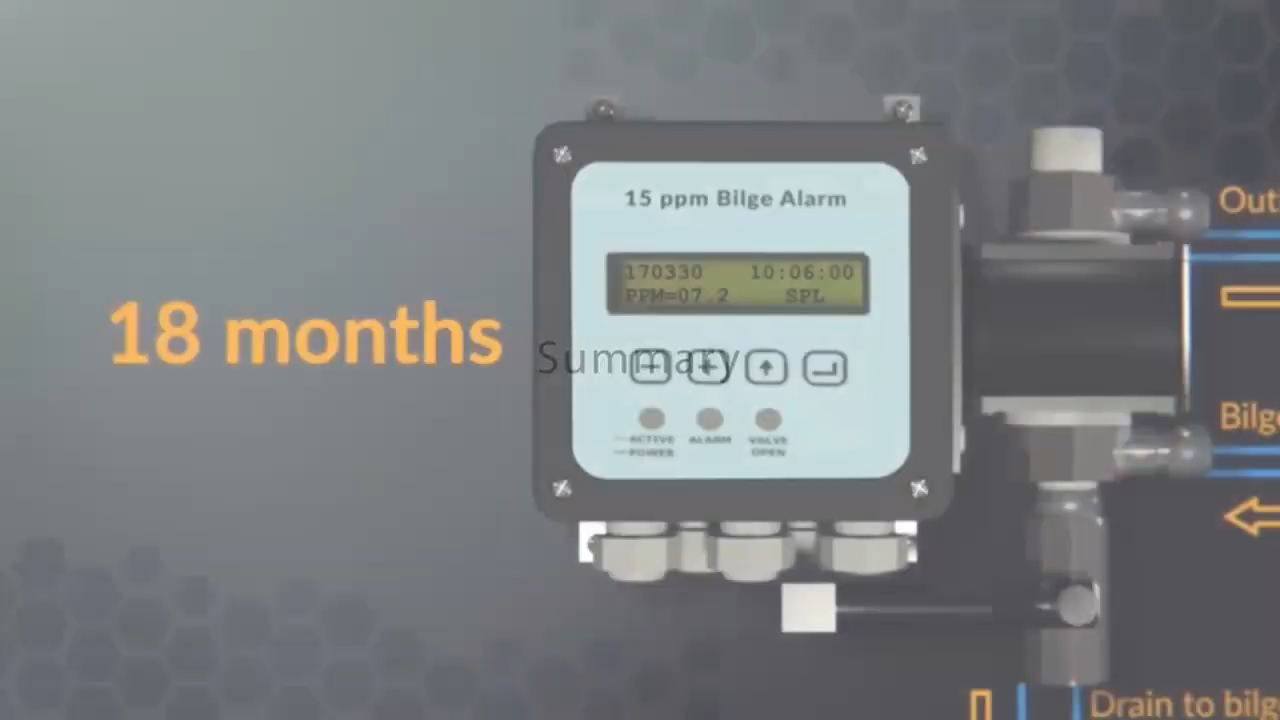 15 ppm Bilge Alarm
Out
170330 10:06:00
PPM=07.2 SPL
18 months
Summary
Bilge
ACTIVE ALARM VALVE
POWER OPEN
Drain to bilg